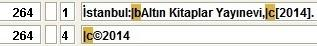 264 1 İstanbul:|bAltın Kitaplar Yayınevi,|c[2014].
264 4 |c©2014